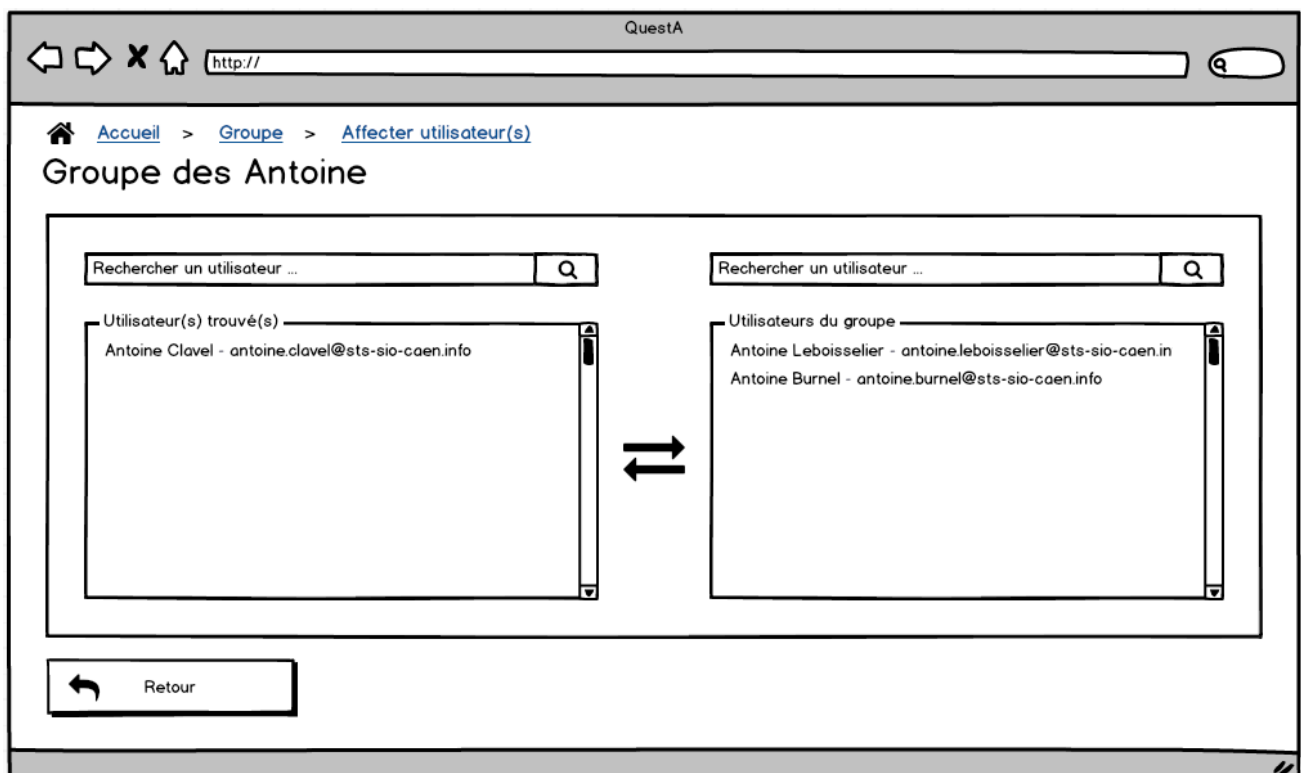 QuestA
http://
Accueil > Groupe > Affecter utilisateur(s)
Groupe des Antoine
Rechercher un utilisateur ...
Rechercher un utilisateur ...
Utilisateur(s) trouvé(s)
Antoine Clavel - antoine.clavel@sts-sio-caen.info
Utilisateurs du groupe
Antoine Leboisselier - antoine.leboisselier@sts-sio-caen.in
Antoine Burnel - antoine.burnel@sts-sio-caen.info
Retour